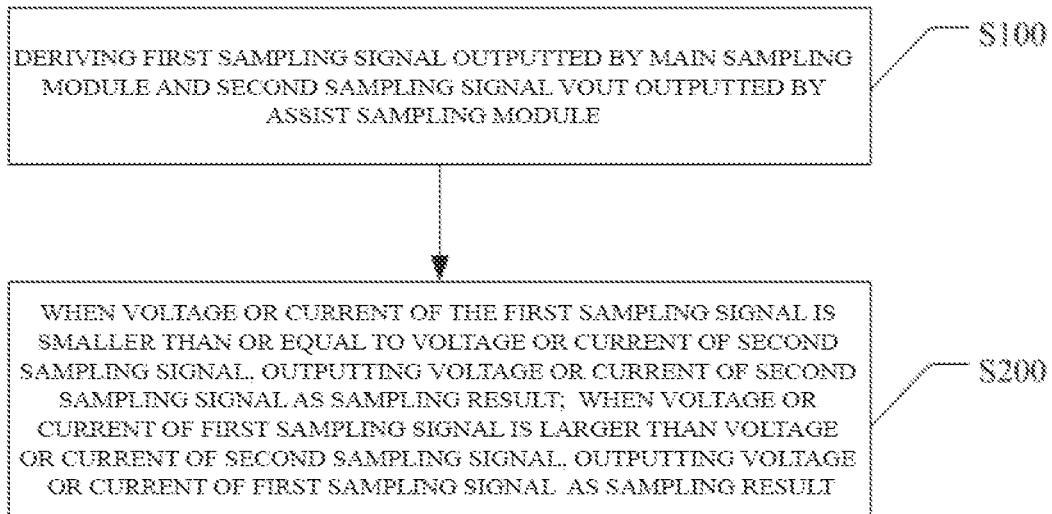 DERIVING FIRST SAMPLING SIGNAL OUTPUTTED BY MAIN SAMPLING
MODULE AND SECOND SAMPLING SIGNAL VOUT OUTPUTTED BY
ASSIST SAMPLING MODULE
S100
WHEN VOLTAGE OR CURRENT OF THE FIRST SAMPLING SIGNAL IS
SMALLER THAN OR EQUAL TO VOLTAGE OR CURRENT OF SECOND
SAMPLING SIGNAL, OUTPUTTING VOLTAGE OR CURRENT OF SECOND
SAMPLING SIGNAL AS SAMPLING RESULT; WHEN VOLTAGE OR
CURRENT OF FIRST SAMPLING SIGNAL IS LARGER THAN VOLTAGE
OR CURRENT OF SECOND SAMPLING SIGNAL, OUTPUTTING VOLTAGE
OR CURRENT OF FIRST SAMPLING SIGNAL AS SAMPLING RESULT
S200